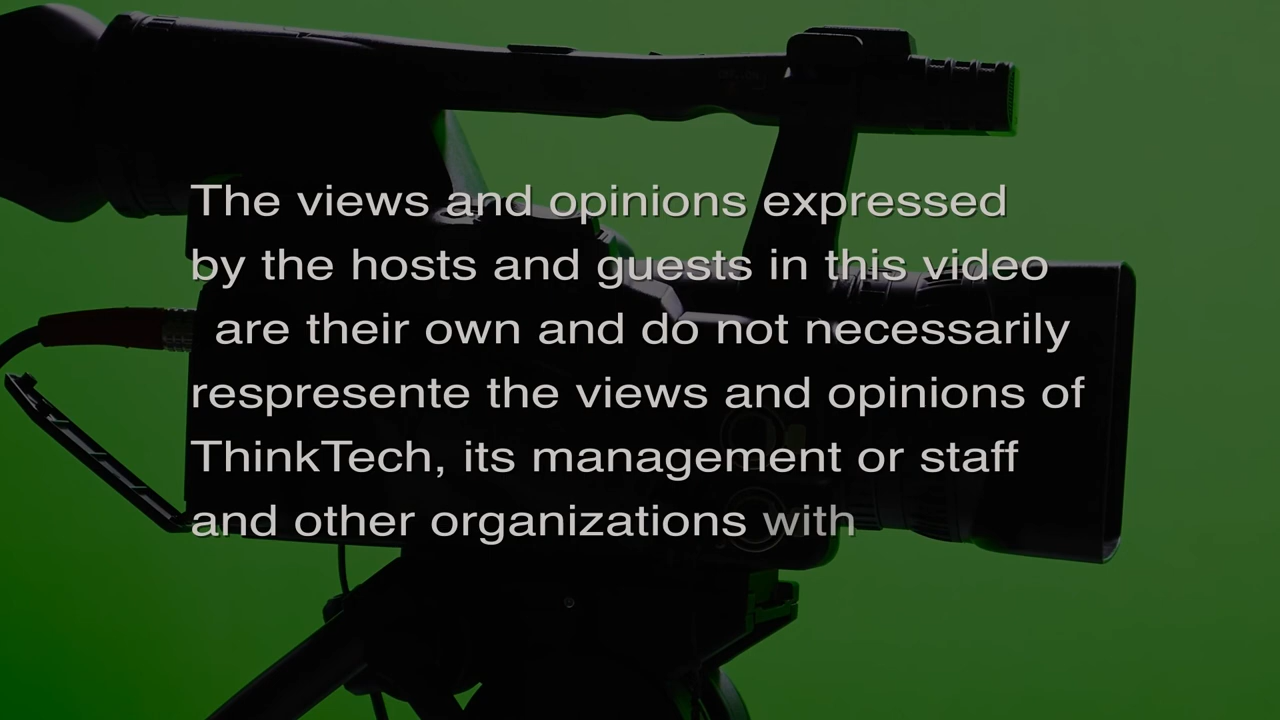 The views and opinions expressed
by the hosts and guests in this video
are their own and do not necessarily
respresente the views and opinions of
ThinkTech, its management or staff
and other organizations with